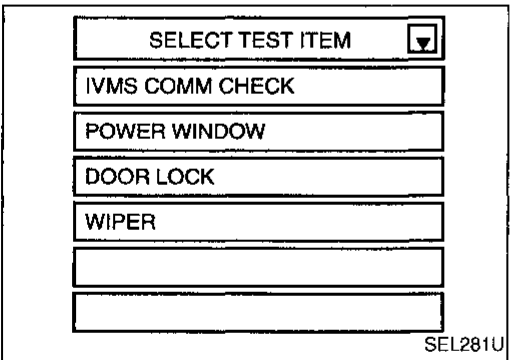 SELECT TEST ITEM
IVMS COMM CHECK
POWER WINDOW
DOOR LOCK
WIPER
SEL281U